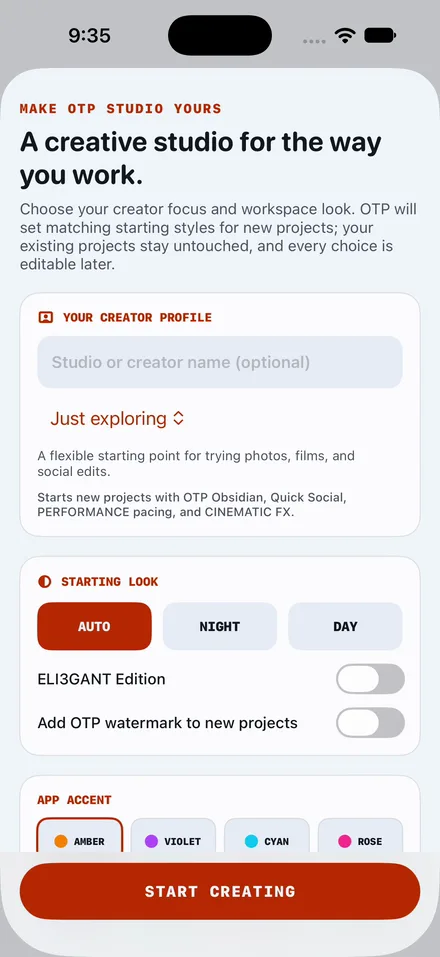 9:35
MAKE OTP STUDIO YOURS
A creative studio for the way
you work.
Choose your creator focus and workspace look. OTP will
set matching starting styles for new projects; your
existing projects stay untouched, and every choice is
editable later.
YOUR CREATOR PROFILE
Studio or creator name (optional)
Just exploring
A flexible starting point for trying photos, films, and
social edits.
Starts new projects with OTP Obsidian, Quick Social,
PERFORMANCE pacing, and CINEMATIC FX.
STARTING LOOK
AUTO NIGHT DAY
ELI3GANT Edition
Add OTP watermark to new projects
APP ACCENT
AMBER VIOLET CYAN ROSE
START CREATING